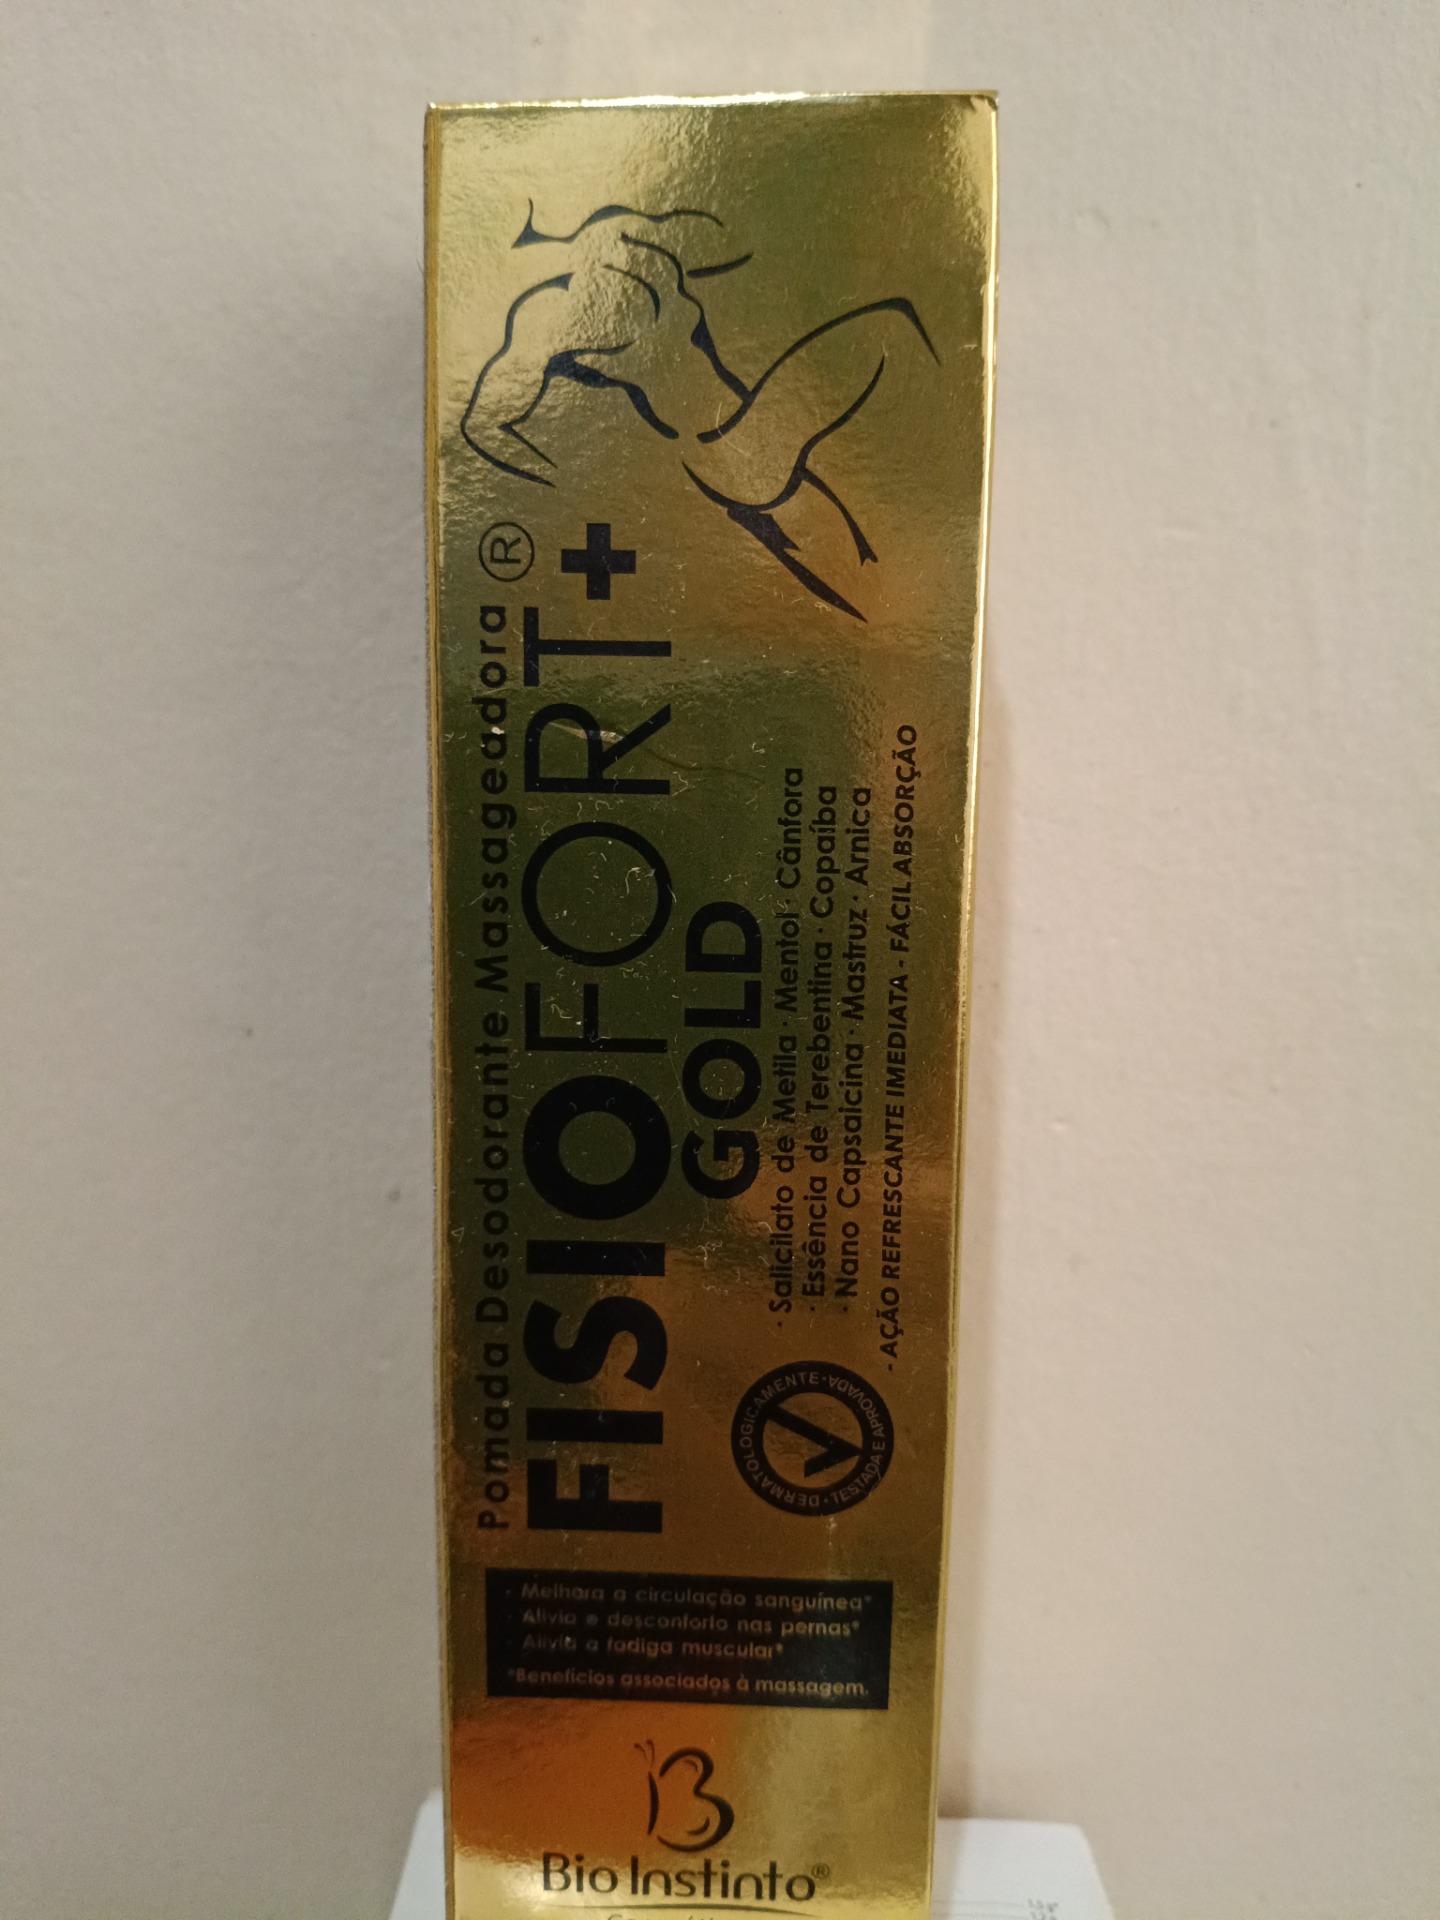 Pomada Desodorante Massageadora ®
FISIOFORT+
GOLD
· Salicilato de Metila · Mentol · Cânfora
· Essência de Terebentina · Copaíba
· Nano Capsaicina · Mastruz · Arnica
- AÇÃO REFRESCANTE IMEDIATA - FÁCIL ABSORÇÃO
DERMATOLOGICAMENTE · TESTADA E APROVADA ·
- Melhora a circulação sanguínea*
- Alivia e desconforto nas pernas*
- Alivia a fadiga muscular*
*Benefícios associados à massagem.
Bio Instinto®